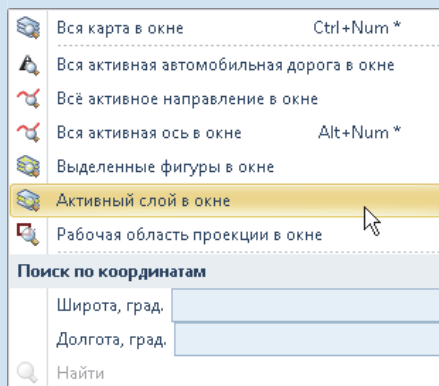 Вся карта в окне Ctrl+Num *
Вся активная автомобильная дорога в окне
Всё активное направление в окне
Вся активная ось в окне Alt+Num *
Выделенные фигуры в окне
Активный слой в окне
Рабочая область проекции в окне
Поиск по координатам
Широта, град.
Долгота, град.
Найти